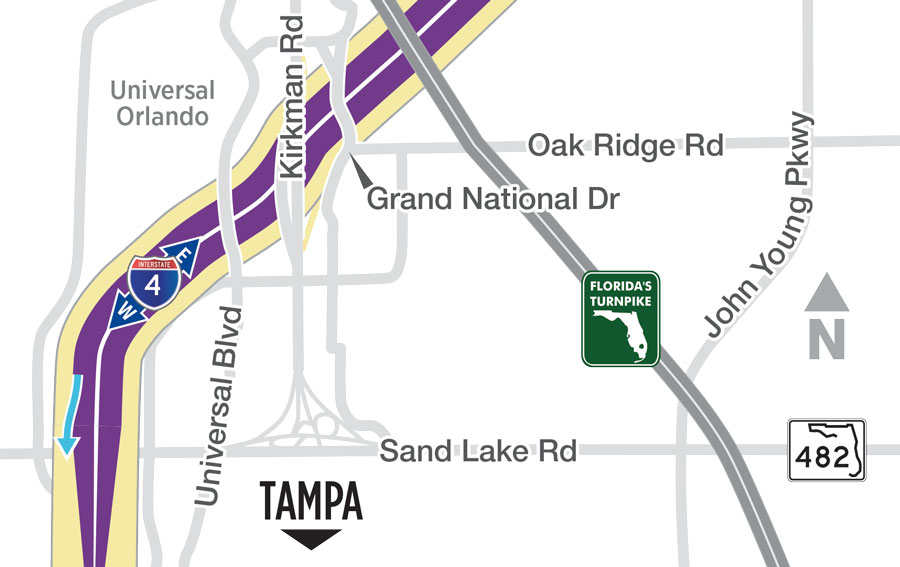 Universal
Orlando
Kirkman Rd
Oak Ridge Rd
John Young Pkwy
Grand National Dr
E
INTERSTATE
4
W
FLORIDA'S
TURNPIKE
N
Universal Blvd
Sand Lake Rd
482
TAMPA